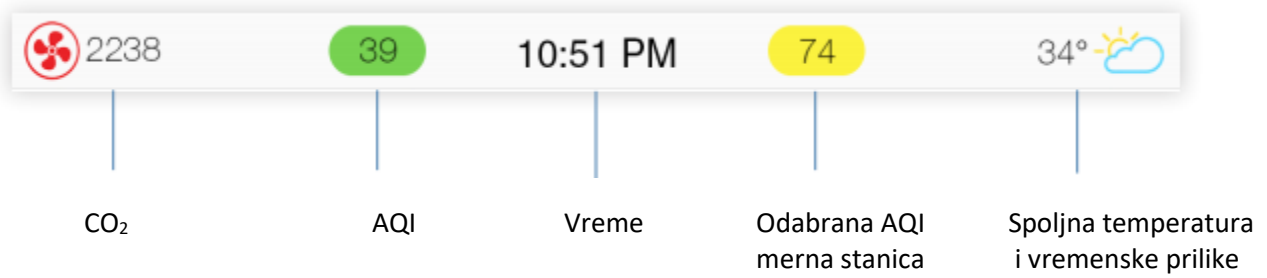 2238 39 10:51 PM 74 34°
CO₂ AQI Vreme Odabrana AQI Spoljna temperatura
merna stanica i vremenske prilike